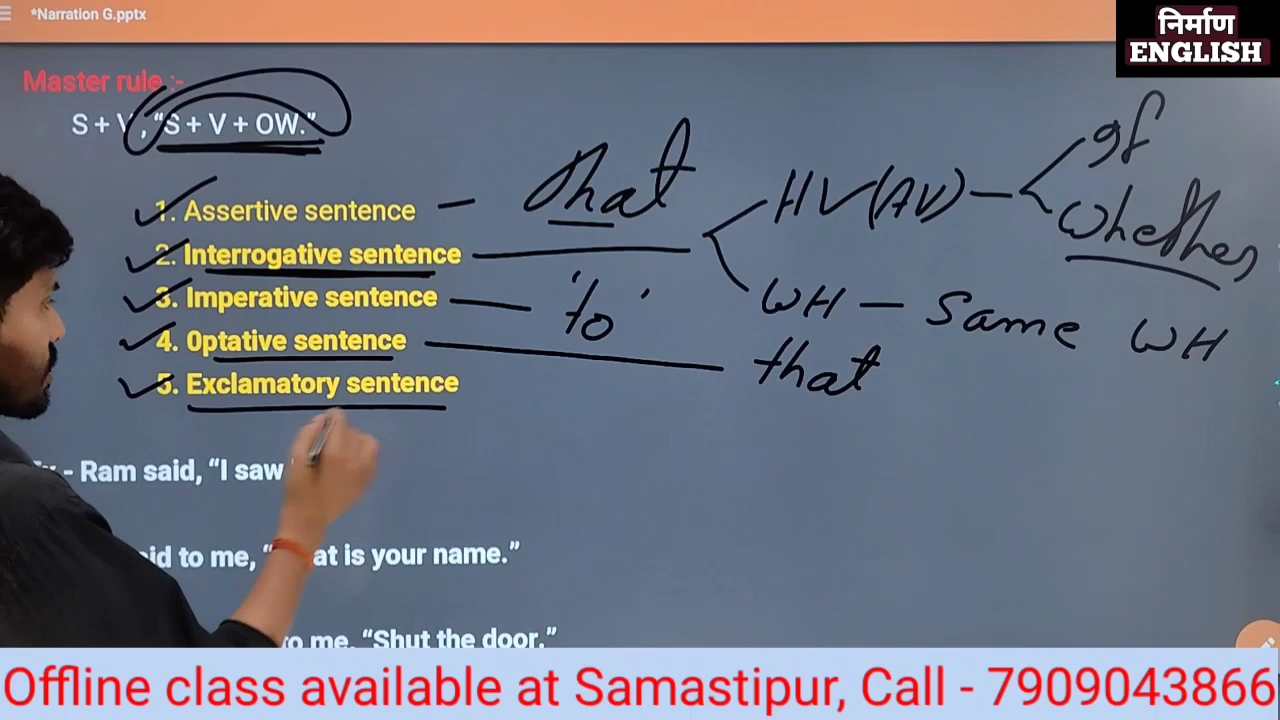 *Narration G.pptx
निर्माण
ENGLISH
Master rule :-
S + V , “S + V + OW.”
1. Assertive sentence - that
2. Interrogative sentence
HV(AV) - if
whether
WH - Same WH
3. Imperative sentence - 'to'
4. Optative sentence - that
5. Exclamatory sentence
- Ram said, “I saw
to me, “ is your name.”
me, “Shut the door.”
Offline class available at Samastipur, Call - 7909043866